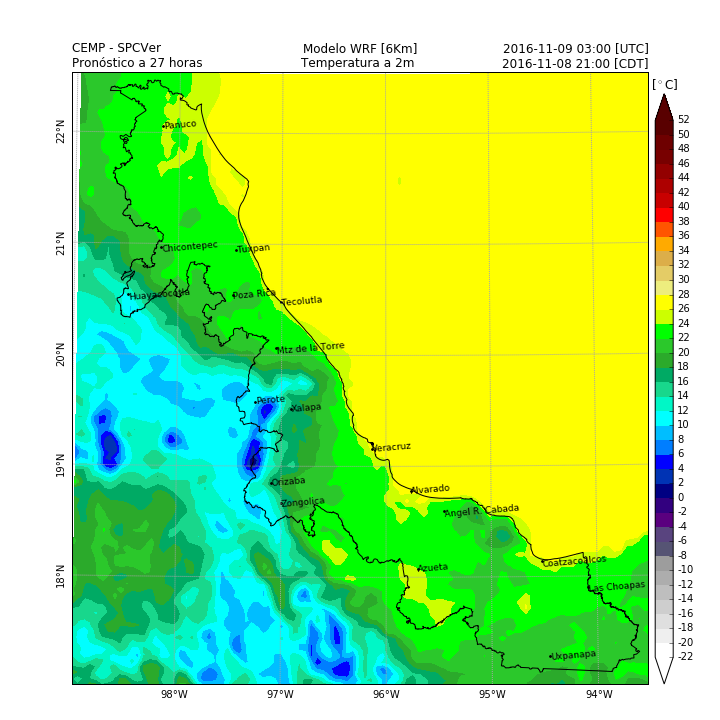 CEMP - SPCVer
Modelo WRF [6Km]
2016-11-09 03:00 [UTC]
Pronóstico a 27 horas
Temperatura a 2m
2016-11-08 21:00 [CDT]
[°C]
22°N
21°N
20°N
19°N
18°N
98°W
97°W
96°W
95°W
94°W
Panuco
Chicontepec
Tuxpan
Huayacocotla
Poza Rica
Tecolutla
Mtz de la Torre
Perote
Xalapa
Veracruz
Orizaba
Alvarado
Zongolica
Angel R. Cabada
Azueta
Coatzacoalcos
Las Choapas
Uxpanapa
52
50
48
46
44
42
40
38
36
34
32
30
28
26
24
22
20
18
16
14
12
10
8
6
4
2
0
-2
-4
-6
-8
-10
-12
-14
-16
-18
-20
-22